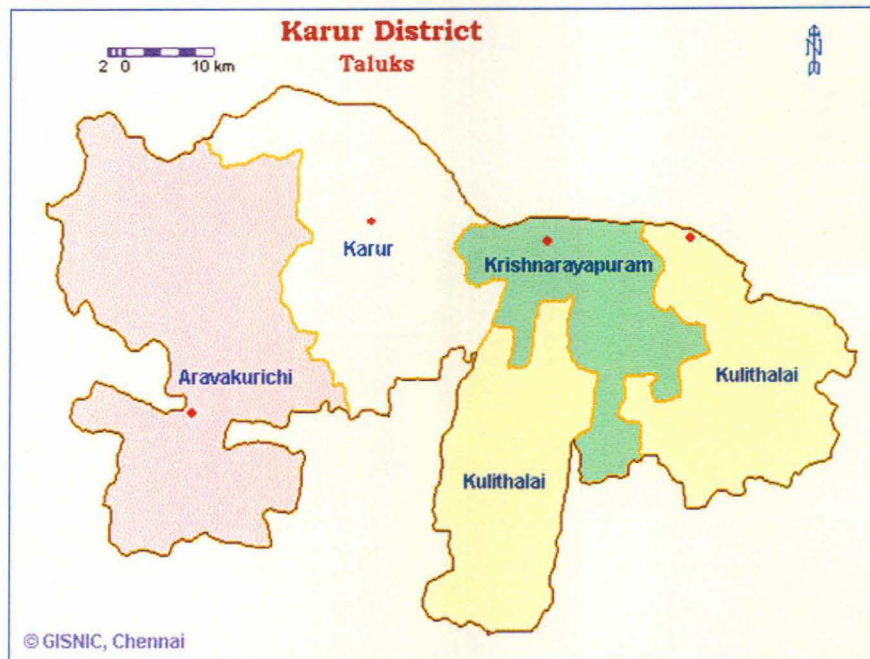 Karur District
Taluks
2 0 10 km
N
Karur
Krishnarayapuram
Aravakurichi
Kulithalai
Kulithalai
© GISNIC, Chennai